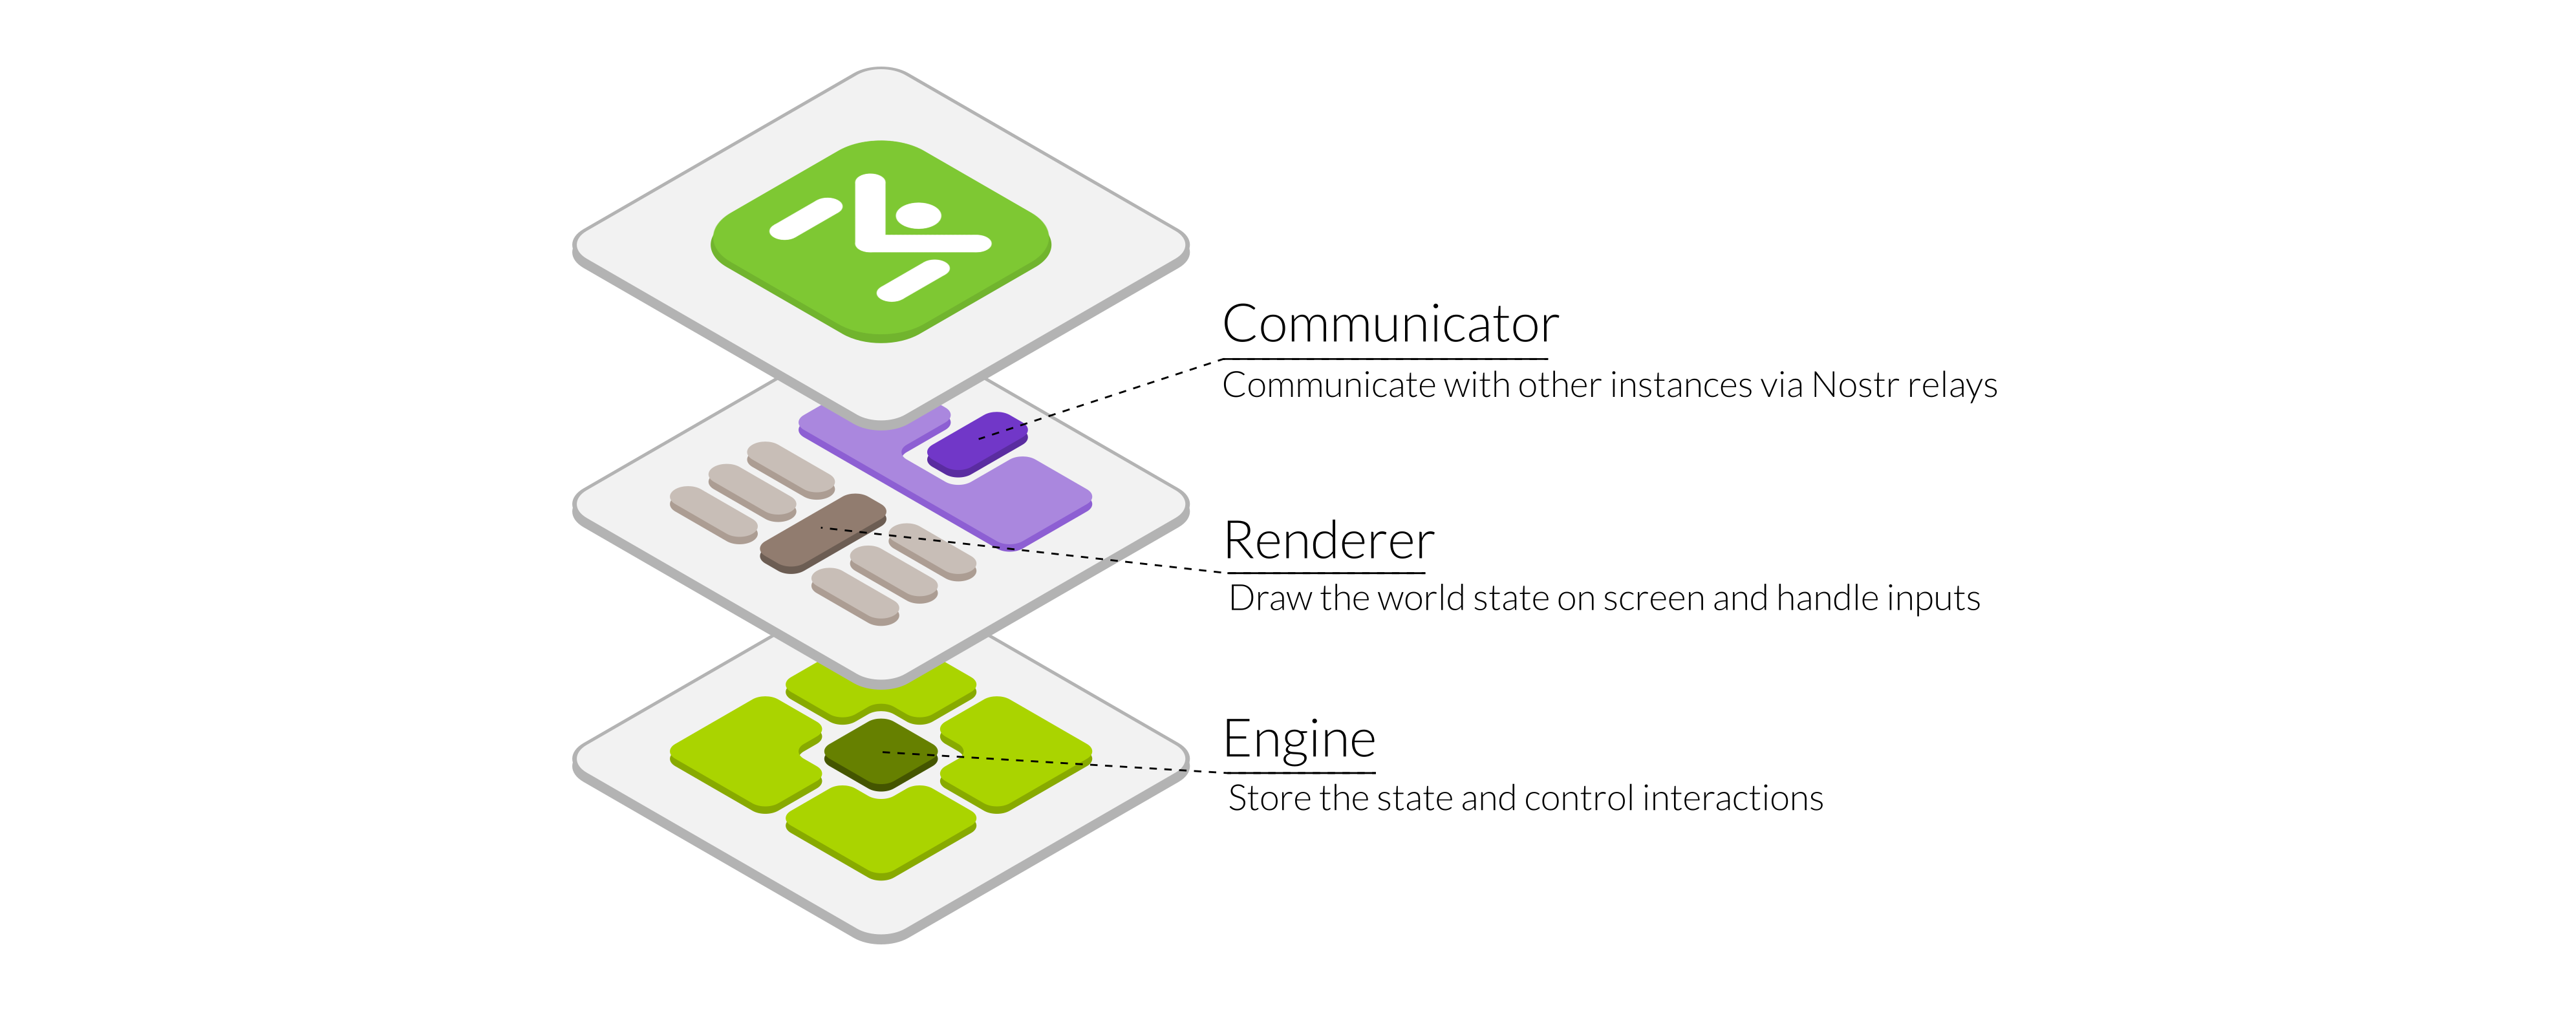 Communicator
Communicate with other instances via Nostr relays
Renderer
Draw the world state on screen and handle inputs
Engine
Store the state and control interactions